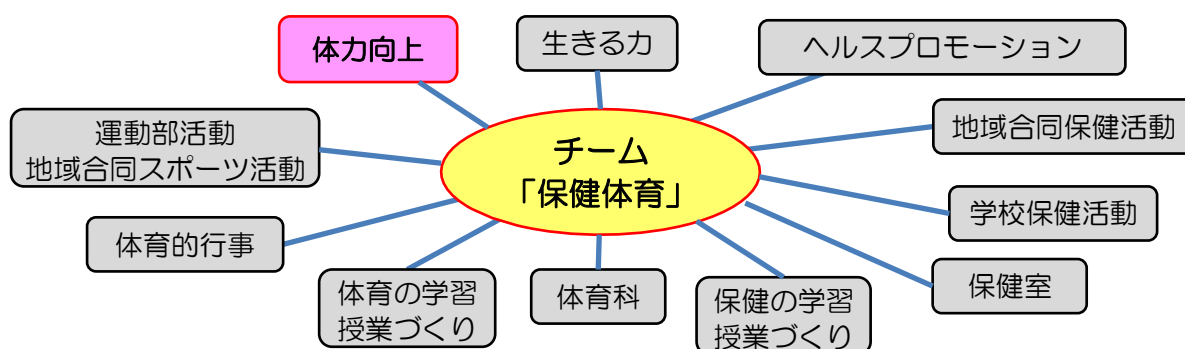 体力向上
生きる力
ヘルスプロモーション
運動部活動
地域合同スポーツ活動
チーム
「保健体育」
地域合同保健活動
学校保健活動
体育的行事
保健室
体育の学習
授業づくり
体育科
保健の学習
授業づくり